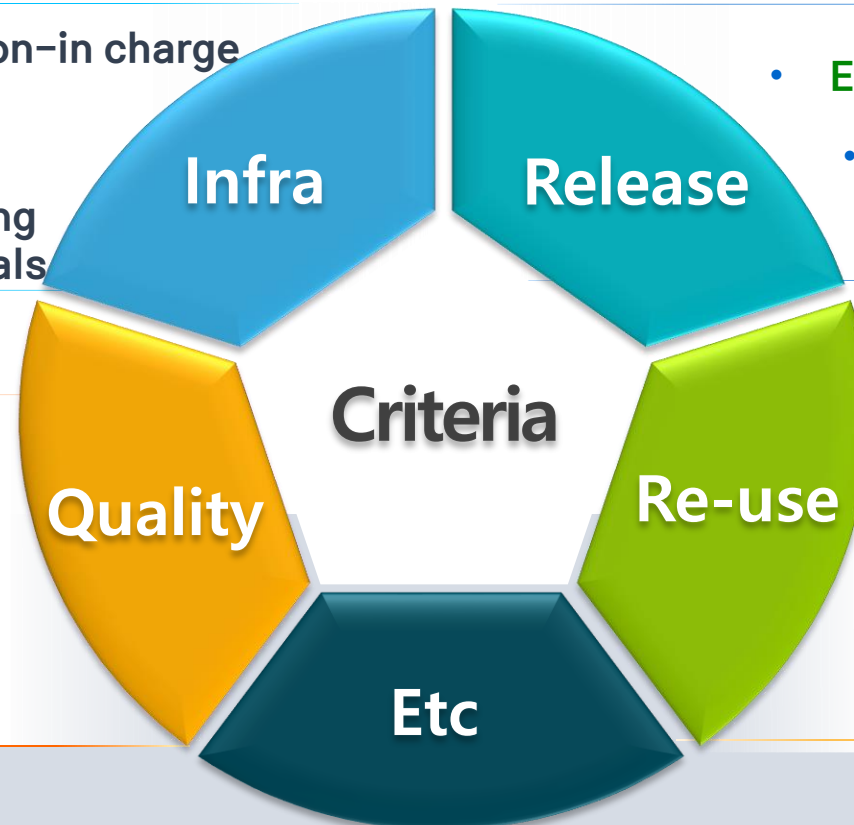 on-in charge
E
Infra
Release
ng
als
Criteria
Quality
Re-use
Etc